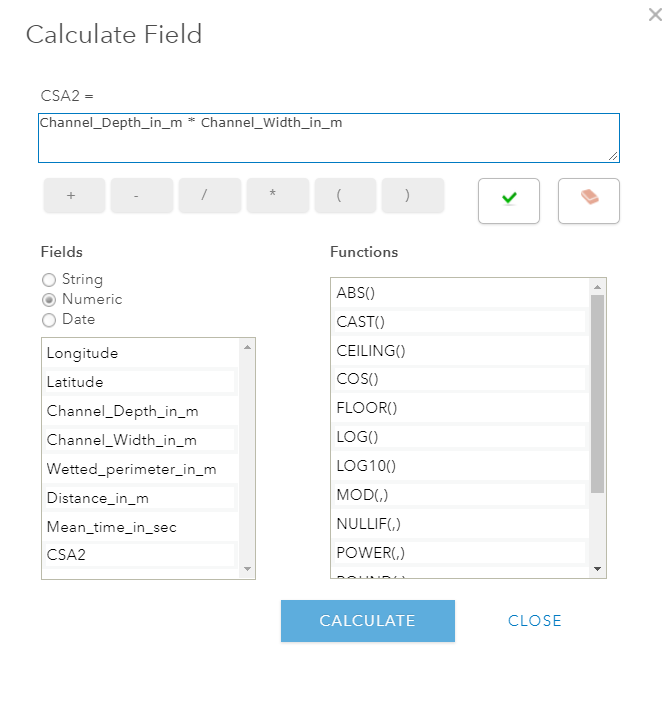 Calculate Field
CSA2 =
Channel_Depth_in_m * Channel_Width_in_m
+ - / * ( )
Fields
String
Numeric
Date
Longitude
Latitude
Channel_Depth_in_m
Channel_Width_in_m
Wetted_perimeter_in_m
Distance_in_m
Mean_time_in_sec
CSA2
Functions
ABS()
CAST()
CEILING()
COS()
FLOOR()
LOG()
LOG10()
MOD(,)
NULLIF(,)
POWER(,)
ROUND(,)
CALCULATE CLOSE